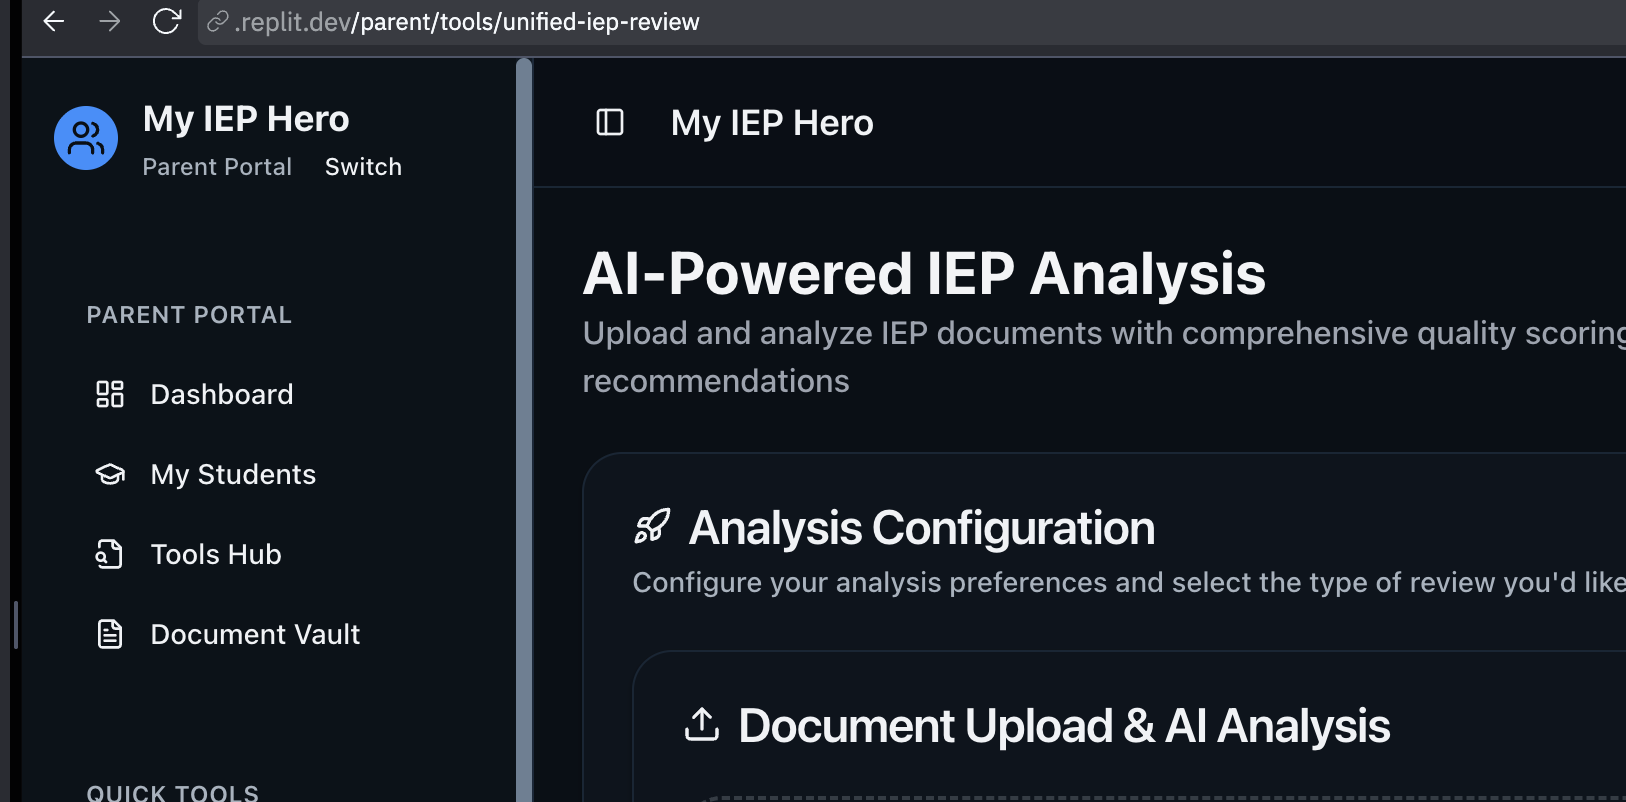 .replit.dev/parent/tools/unified-iep-review
My IEP Hero
Parent Portal Switch
PARENT PORTAL
Dashboard
My Students
Tools Hub
Document Vault
QUICK TOOLS
My IEP Hero
AI-Powered IEP Analysis
Upload and analyze IEP documents with comprehensive quality scoring
recommendations
Analysis Configuration
Configure your analysis preferences and select the type of review you'd like
Document Upload & AI Analysis